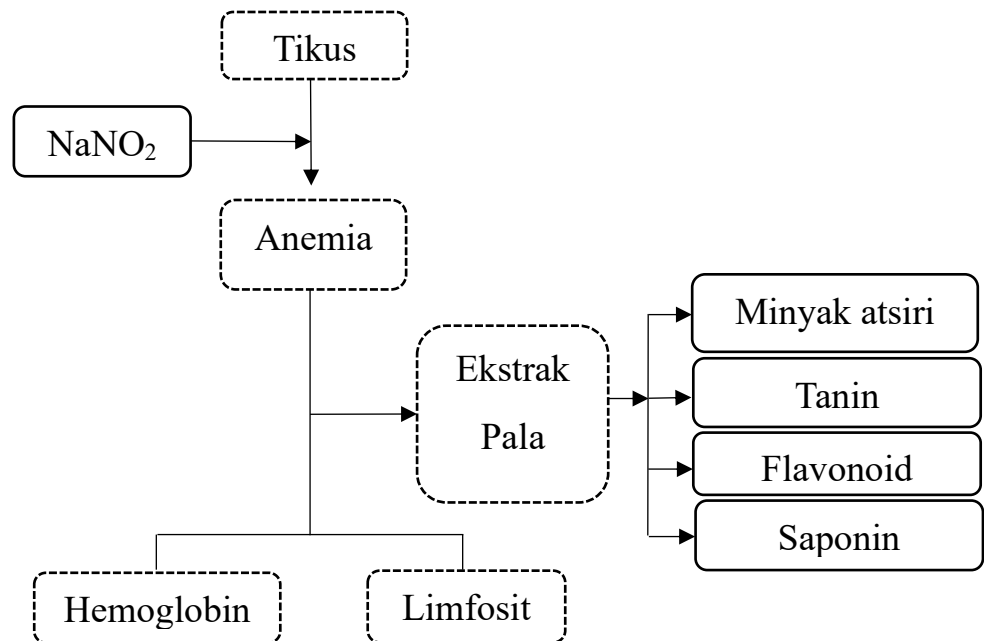 Tikus
NaNO₂
Anemia
Ekstrak
Pala
Minyak atsiri
Tanin
Flavonoid
Saponin
Hemoglobin
Limfosit